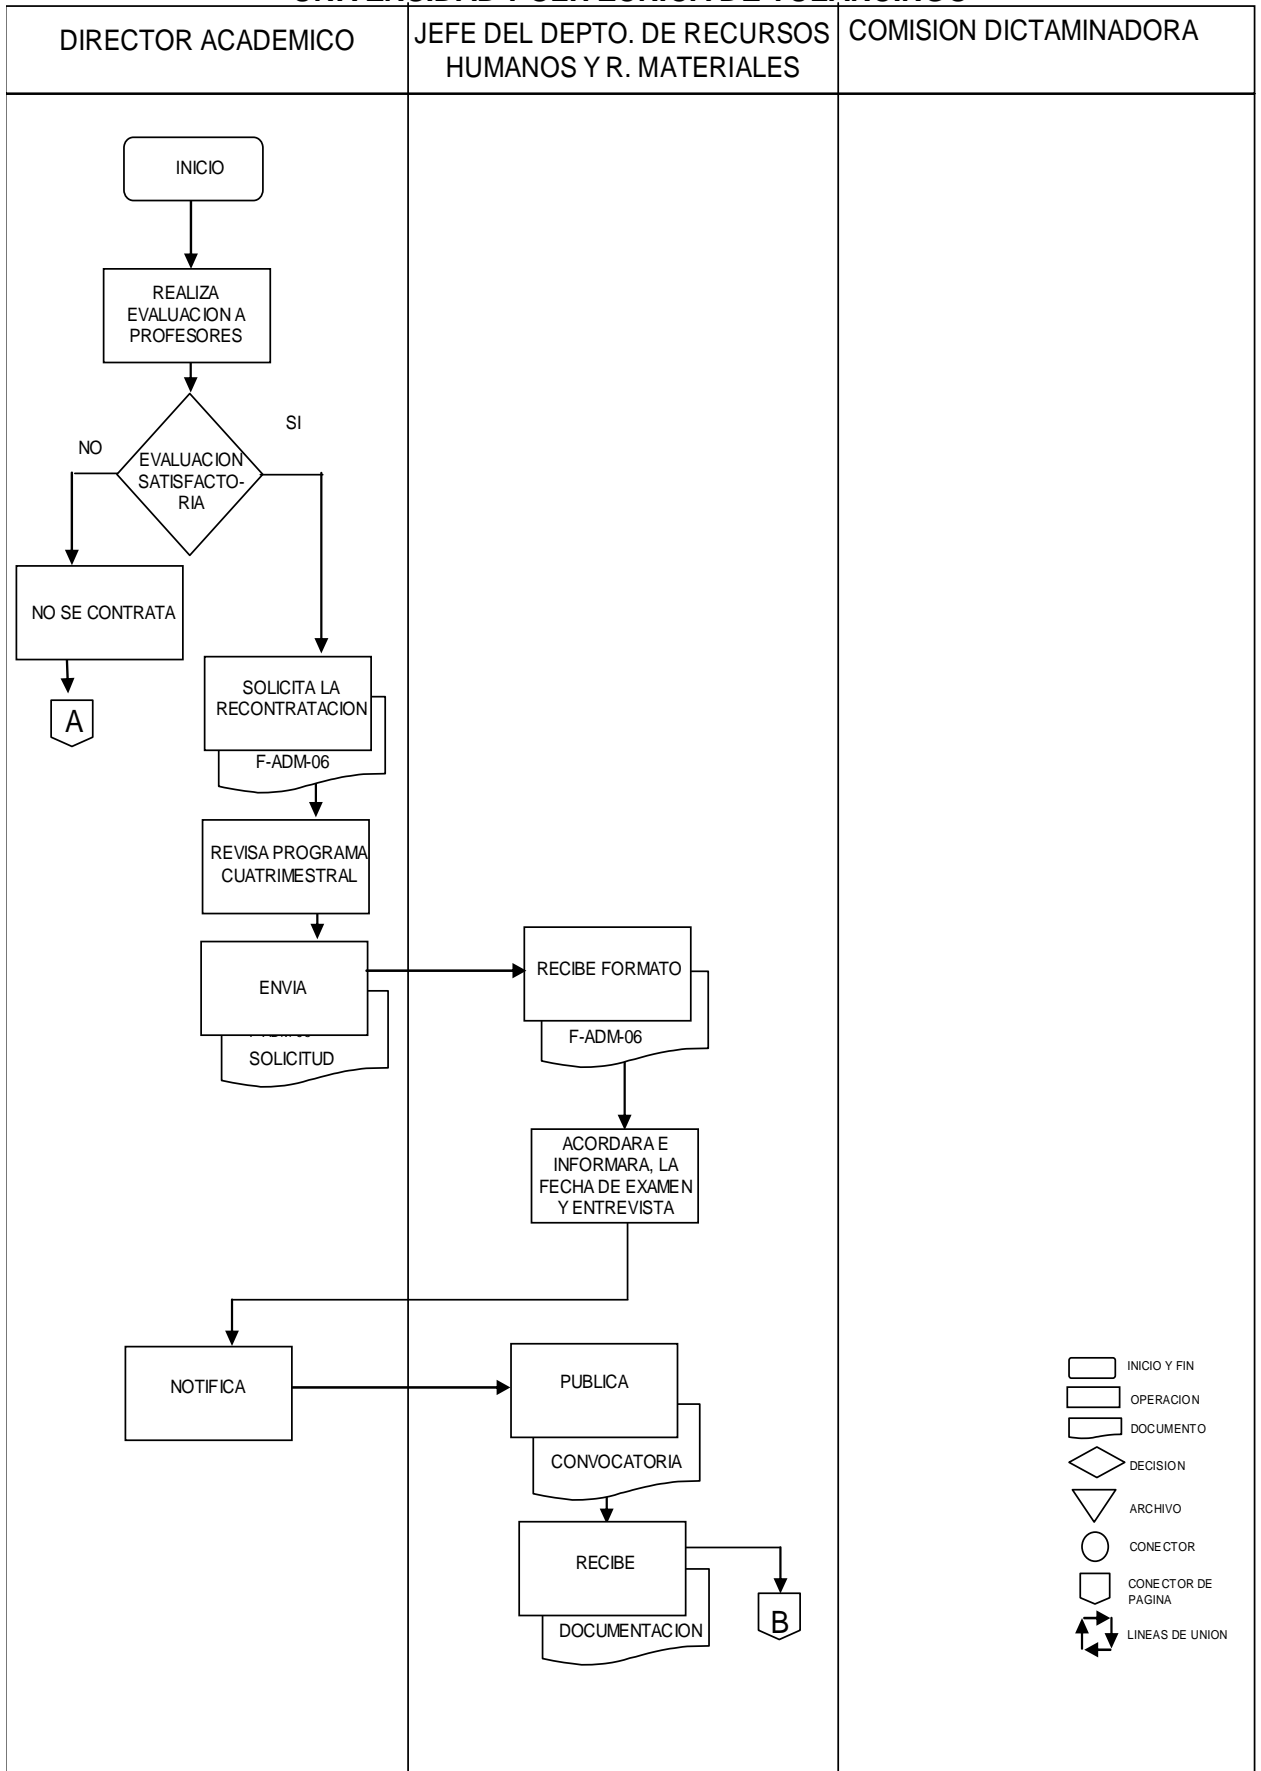 DIRECTOR ACADEMICO
JEFE DEL DEPTO. DE RECURSOS
HUMANOS Y R. MATERIALES
COMISION DICTAMINADORA
INICIO
REALIZA
EVALUACION A
PROFESORES
SI
NO
EVALUACION
SATISFACTO-
RIA
NO SE CONTRATA
A
SOLICITA LA
RECONTRATACION
F-ADM-06
REVISA PROGRAMA
CUATRIMESTRAL
ENVIA
SOLICITUD
RECIBE FORMATO
F-ADM-06
ACORDARA E
INFORMARA, LA
FECHA DE EXAMEN
Y ENTREVISTA
NOTIFICA
PUBLICA
CONVOCATORIA
RECIBE
DOCUMENTACION
B
INICIO Y FIN
OPERACION
DOCUMENTO
DECISION
ARCHIVO
CONECTOR
CONECTOR DE
PAGINA
LINEAS DE UNION